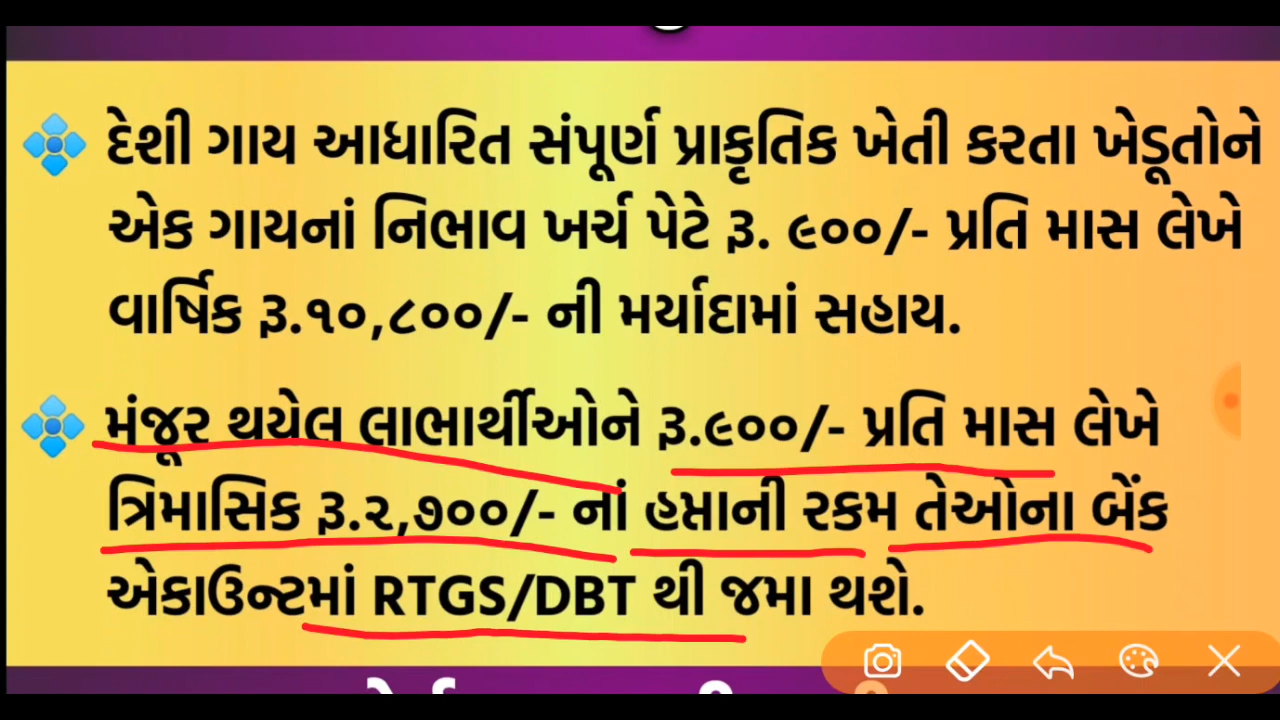 દેશી ગાય આધારિત સંપૂર્ણ પ્રાકૃતિક ખેતી કરતા ખેડૂતોને
એક ગાયનાં નિભાવ ખર્ચ પેટે રૂ. ૯૦૦/- પ્રતિ માસ લેખે
વાર્ષિક રૂ.૧૦,૮૦૦/- ની મર્યાદામાં સહાય.
મંજૂર થયેલ લાભાર્થીઓને રૂ.૯૦૦/- પ્રતિ માસ લેખે
ત્રિમાસિક રૂ.૨,૭૦૦/- નાં હપ્તાની રકમ તેઓના બેંક
એકાઉન્ટમાં RTGS/DBT થી જમા થશે.